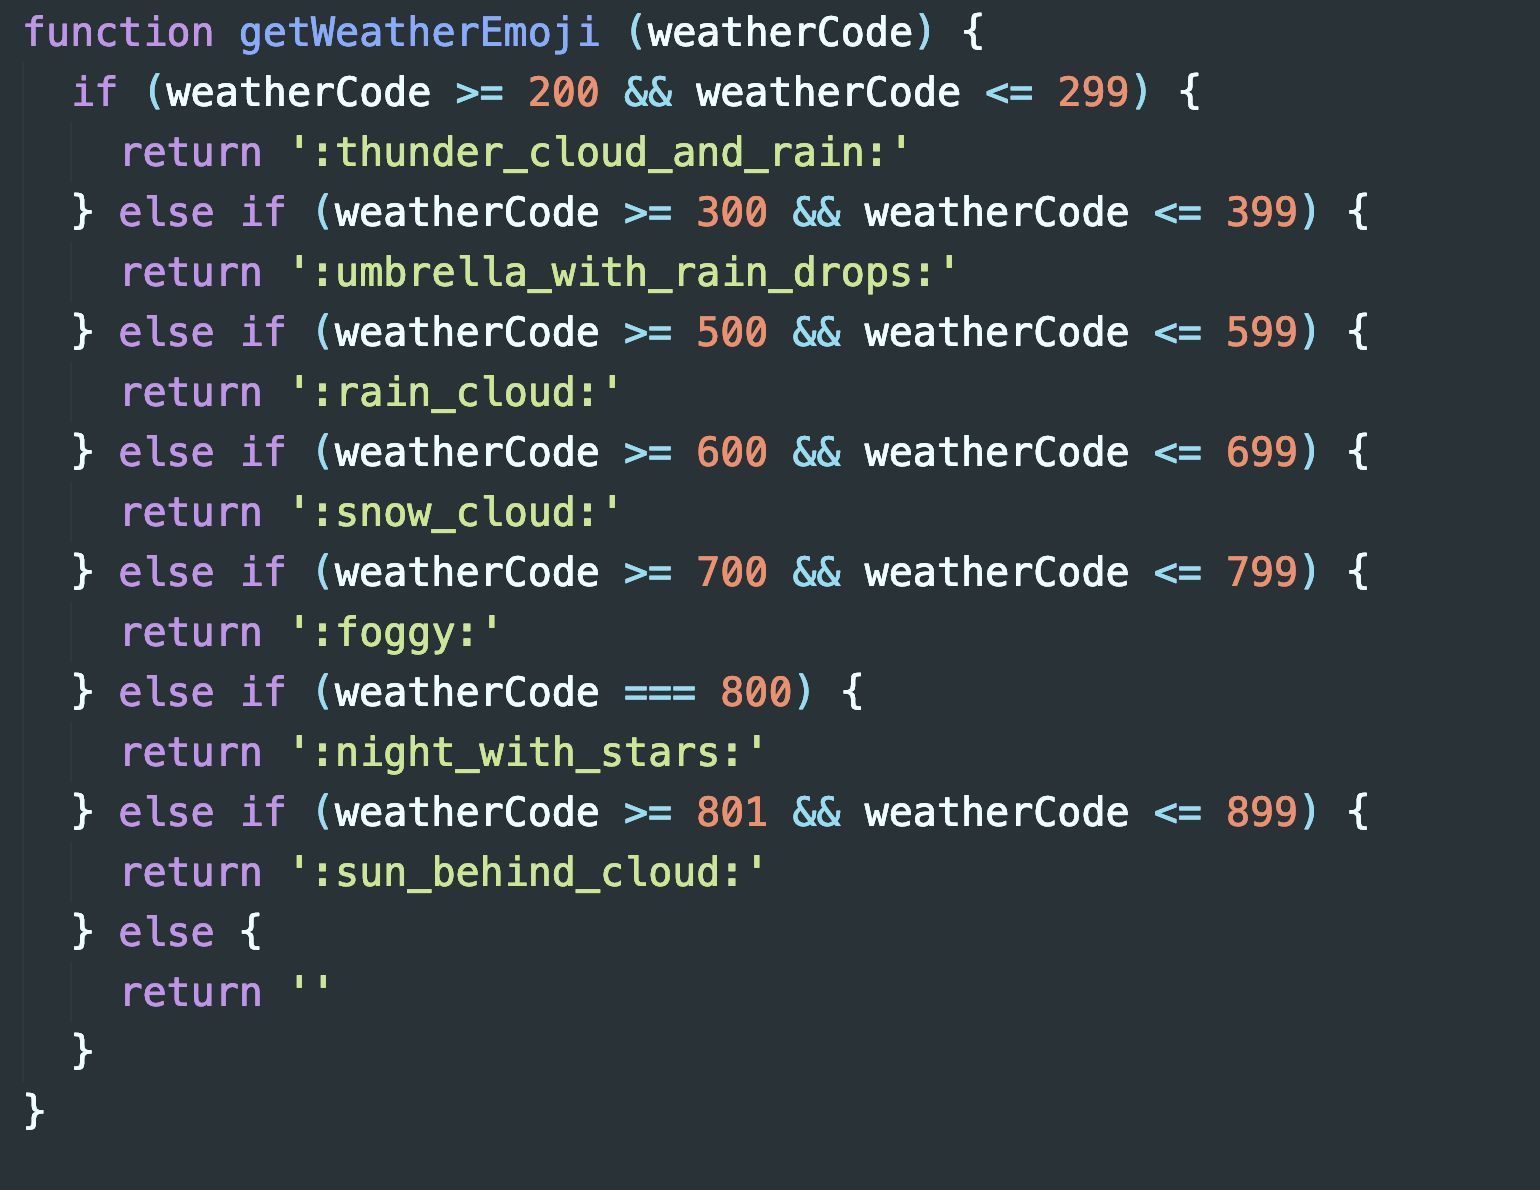 function getWeatherEmoji (weatherCode) {
  if (weatherCode >= 200 && weatherCode <= 299) {
    return ':thunder_cloud_and_rain:'
  } else if (weatherCode >= 300 && weatherCode <= 399) {
    return ':umbrella_with_rain_drops:'
  } else if (weatherCode >= 500 && weatherCode <= 599) {
    return ':rain_cloud:'
  } else if (weatherCode >= 600 && weatherCode <= 699) {
    return ':snow_cloud:'
  } else if (weatherCode >= 700 && weatherCode <= 799) {
    return ':foggy:'
  } else if (weatherCode === 800) {
    return ':night_with_stars:'
  } else if (weatherCode >= 801 && weatherCode <= 899) {
    return ':sun_behind_cloud:'
  } else {
    return ''
  }
}